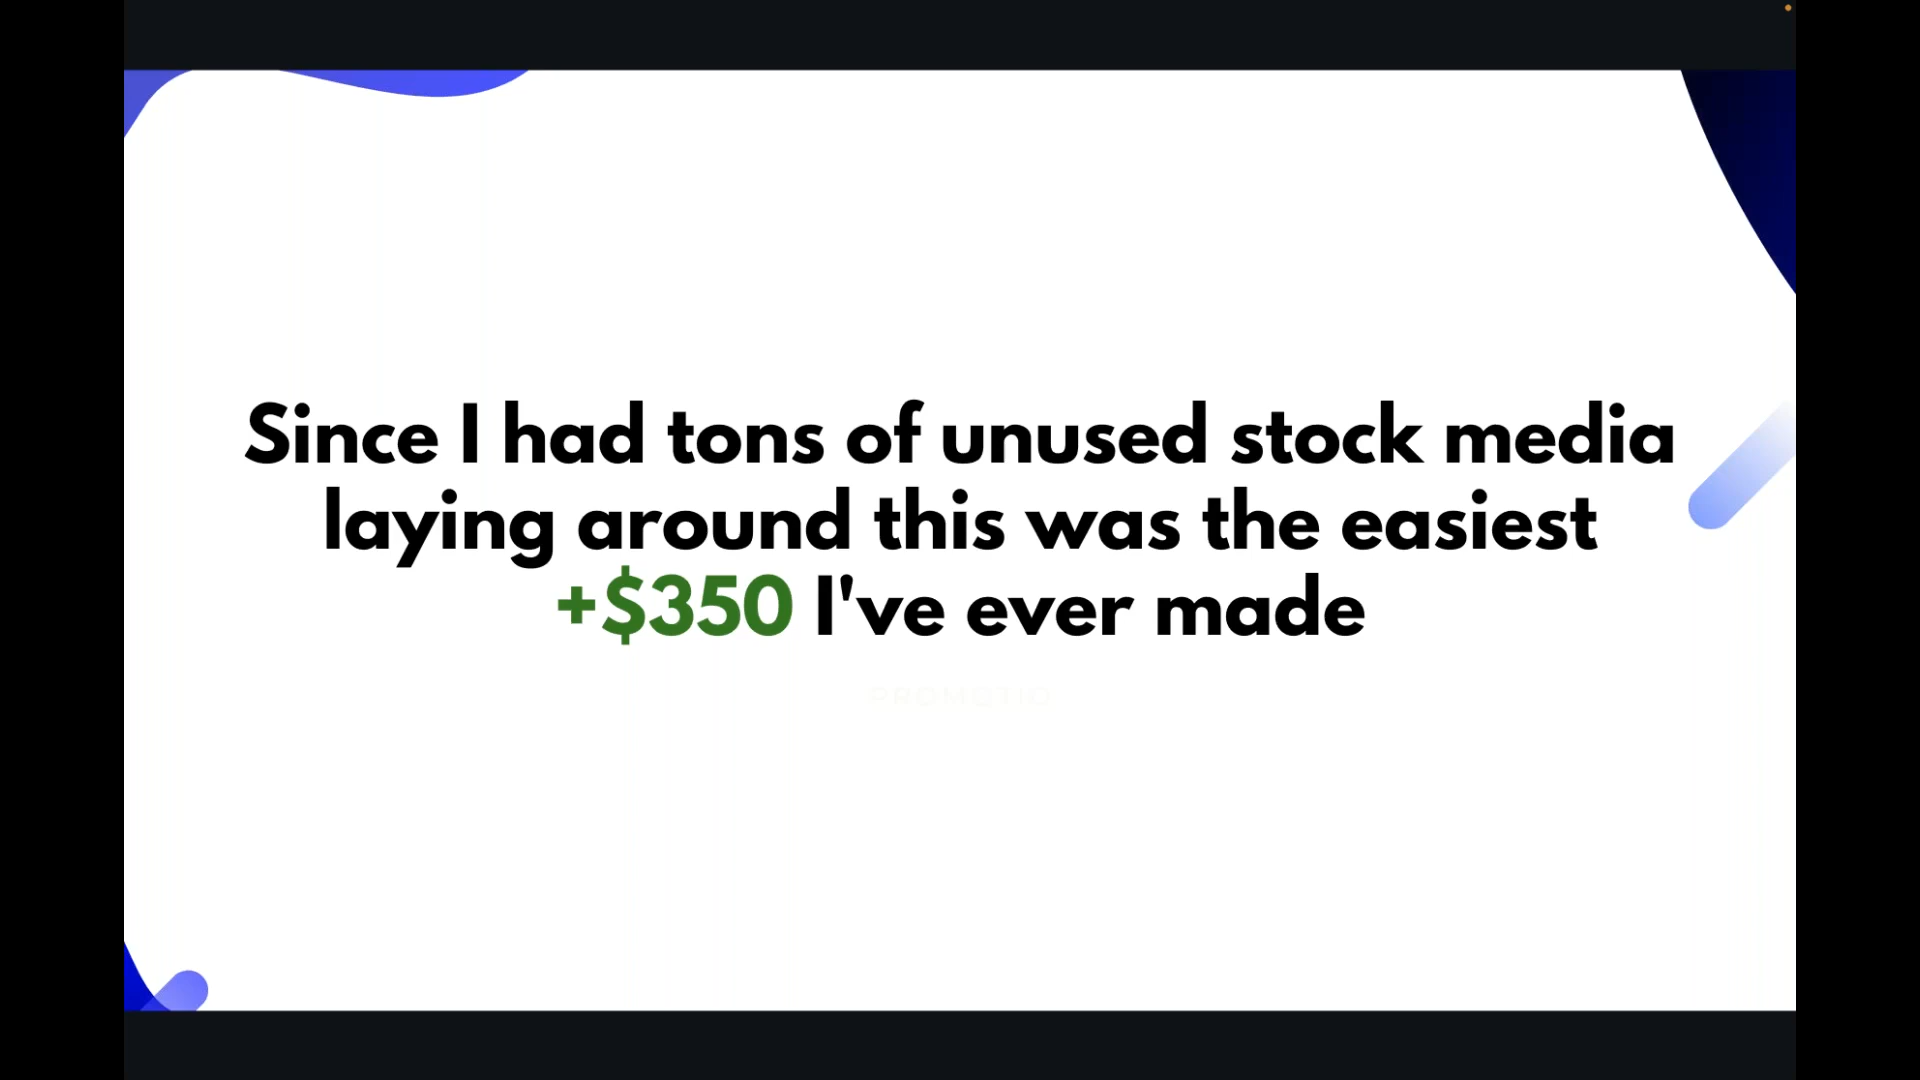 Since I had tons of unused stock media
laying around this was the easiest
+$350 I've ever made